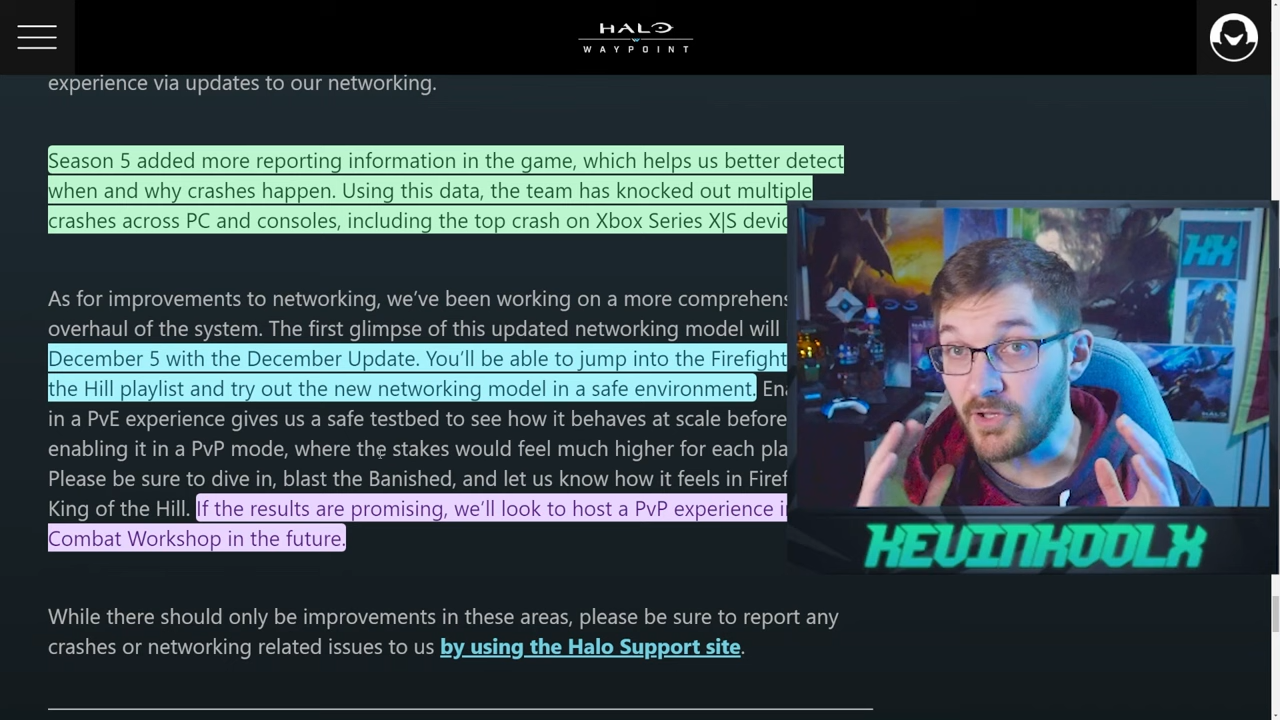 HALO
WAYPOINT
experience via updates to our networking.
Season 5 added more reporting information in the game, which helps us better detect
when and why crashes happen. Using this data, the team has knocked out multiple
crashes across PC and consoles, including the top crash on Xbox Series X|S
As for improvements to networking, we've been working on a more
overhaul of the system. The first glimpse of this updated networking model will
December 5 with the December Update. You'll be able to jump into the Firefight
the Hill playlist and try out the new networking model in a safe environment.
in a PvE experience gives us a safe testbed to see how it behaves at scale before
enabling it in a PvP mode, where the stakes would feel much higher for each
Please be sure to dive in, blast the Banished, and let us know how it feels in
King of the Hill. If the results are promising, we'll look to host a PvP experience
Combat Workshop in the future.
While there should only be improvements in these areas, please be sure to report any
crashes or networking related issues to us by using the Halo Support site.
KX
KEVINKOOLX